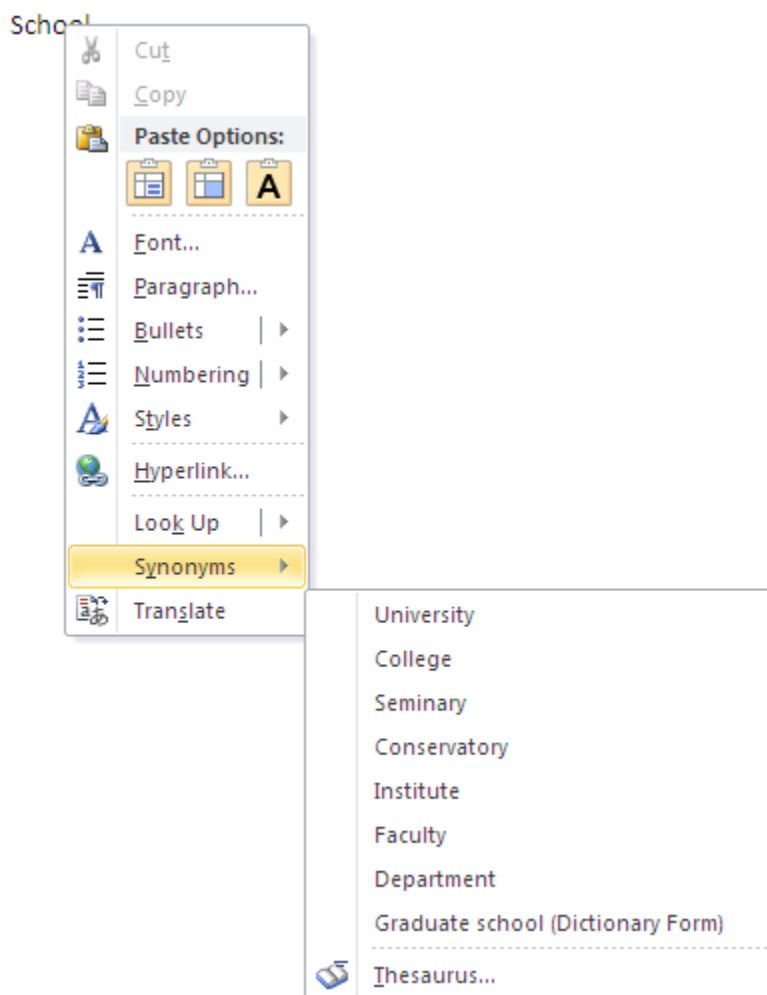 School
Cut
Copy
Paste Options:
A
Font...
Paragraph...
Bullets
Numbering
Styles
Hyperlink...
Look Up
Synonyms
Translate
University
College
Seminary
Conservatory
Institute
Faculty
Department
Graduate school (Dictionary Form)
Thesaurus...